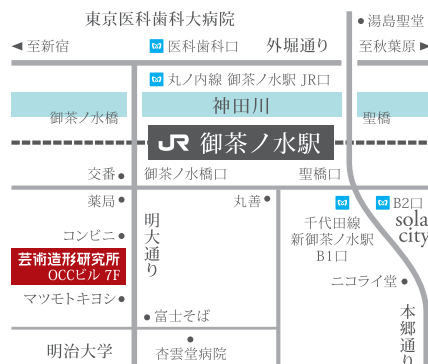 東京医科歯科大病院
湯島聖堂
至新宿
医科歯科口
外堀通り
至秋葉原
丸ノ内線 御茶ノ水駅 JR口
神田川
御茶ノ水橋
聖橋
JR 御茶ノ水駅
交番
御茶ノ水橋口
聖橋口
薬局
丸善
B2口
明大通り
千代田線
新御茶ノ水駅
B1口
sola
city
コンビニ
芸術造形研究所
OCCビル 7F
ニコライ堂
マツモトキヨシ
富士そば
本郷通り
明治大学
杏雲堂病院